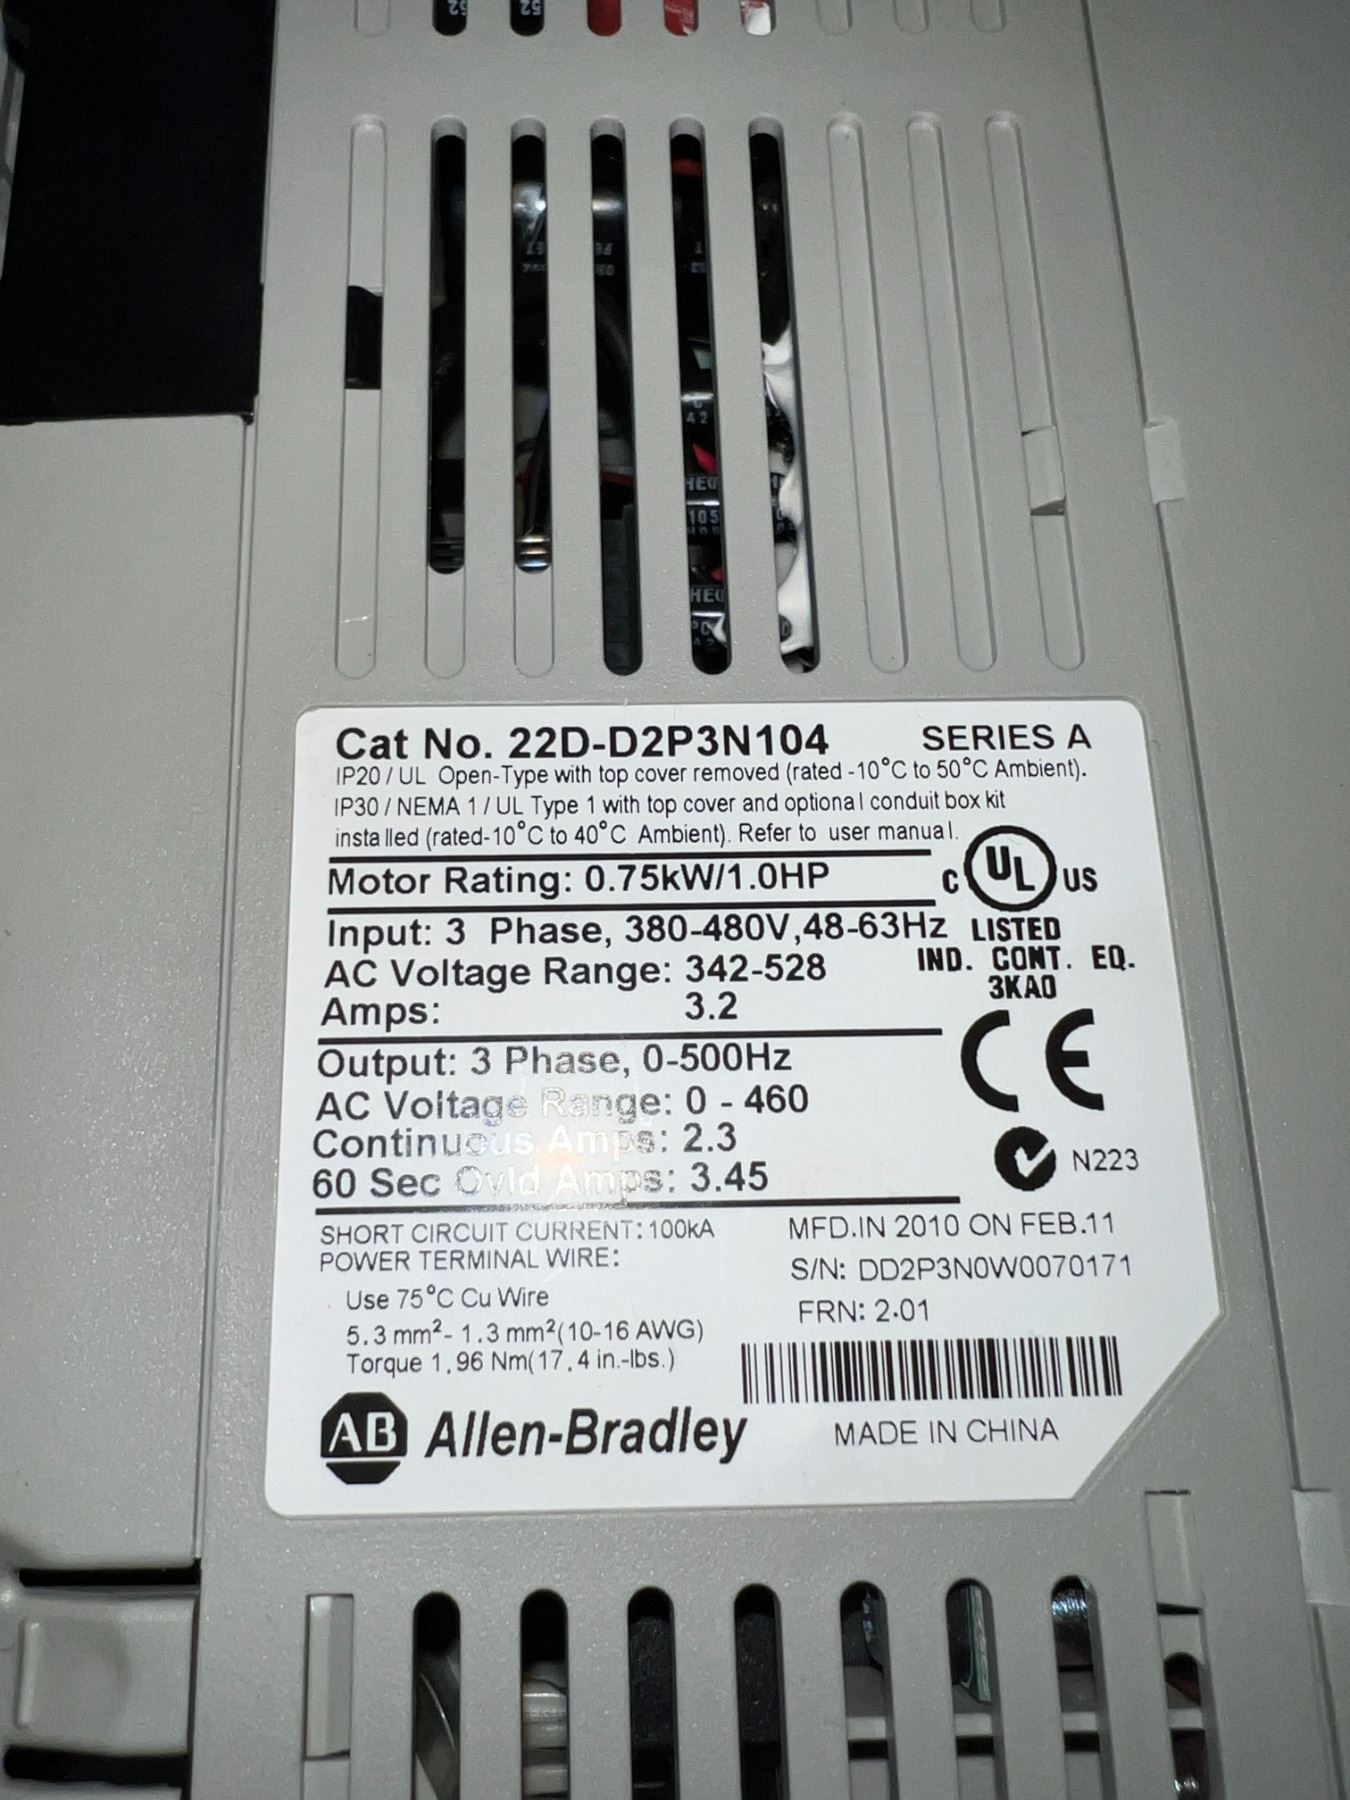 Cat No. 22D-D2P3N104 SERIES A
IP20 / UL Open-Type with top cover removed (rated -10°C to 50°C Ambient).
IP30 / NEMA 1 / UL Type 1 with top cover and optional conduit box kit
installed (rated-10°C to 40°C Ambient). Refer to user manual.
Motor Rating: 0.75kW/1.0HP
C UL US
Input: 3 Phase, 380-480V,48-63Hz
LISTED
AC Voltage Range: 342-528
IND. CONT. EQ.
3KA0
Amps: 3.2
Output: 3 Phase, 0-500Hz
CE
AC Voltage Range: 0 - 460
Continuous Amps: 2.3
N223
60 Sec Ovld Amps: 3.45
SHORT CIRCUIT CURRENT: 100kA
POWER TERMINAL WIRE:
Use 75°C Cu Wire
5.3 mm²- 1.3 mm²(10-16 AWG)
Torque 1.96 Nm(17.4 in.-lbs.)
MFD.IN 2010 ON FEB.11
S/N: DD2P3N0W0070171
FRN: 2.01
AB Allen-Bradley
MADE IN CHINA